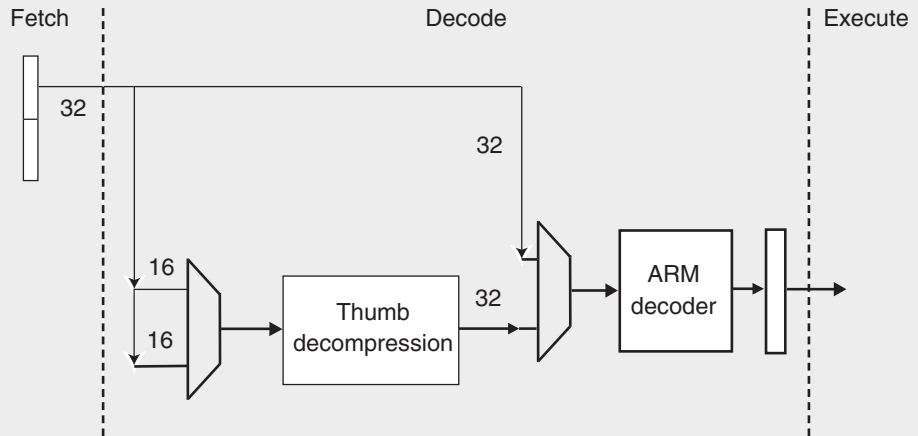 Fetch
Decode
Execute
32
32
16
16
Thumb
decompression
32
ARM
decoder